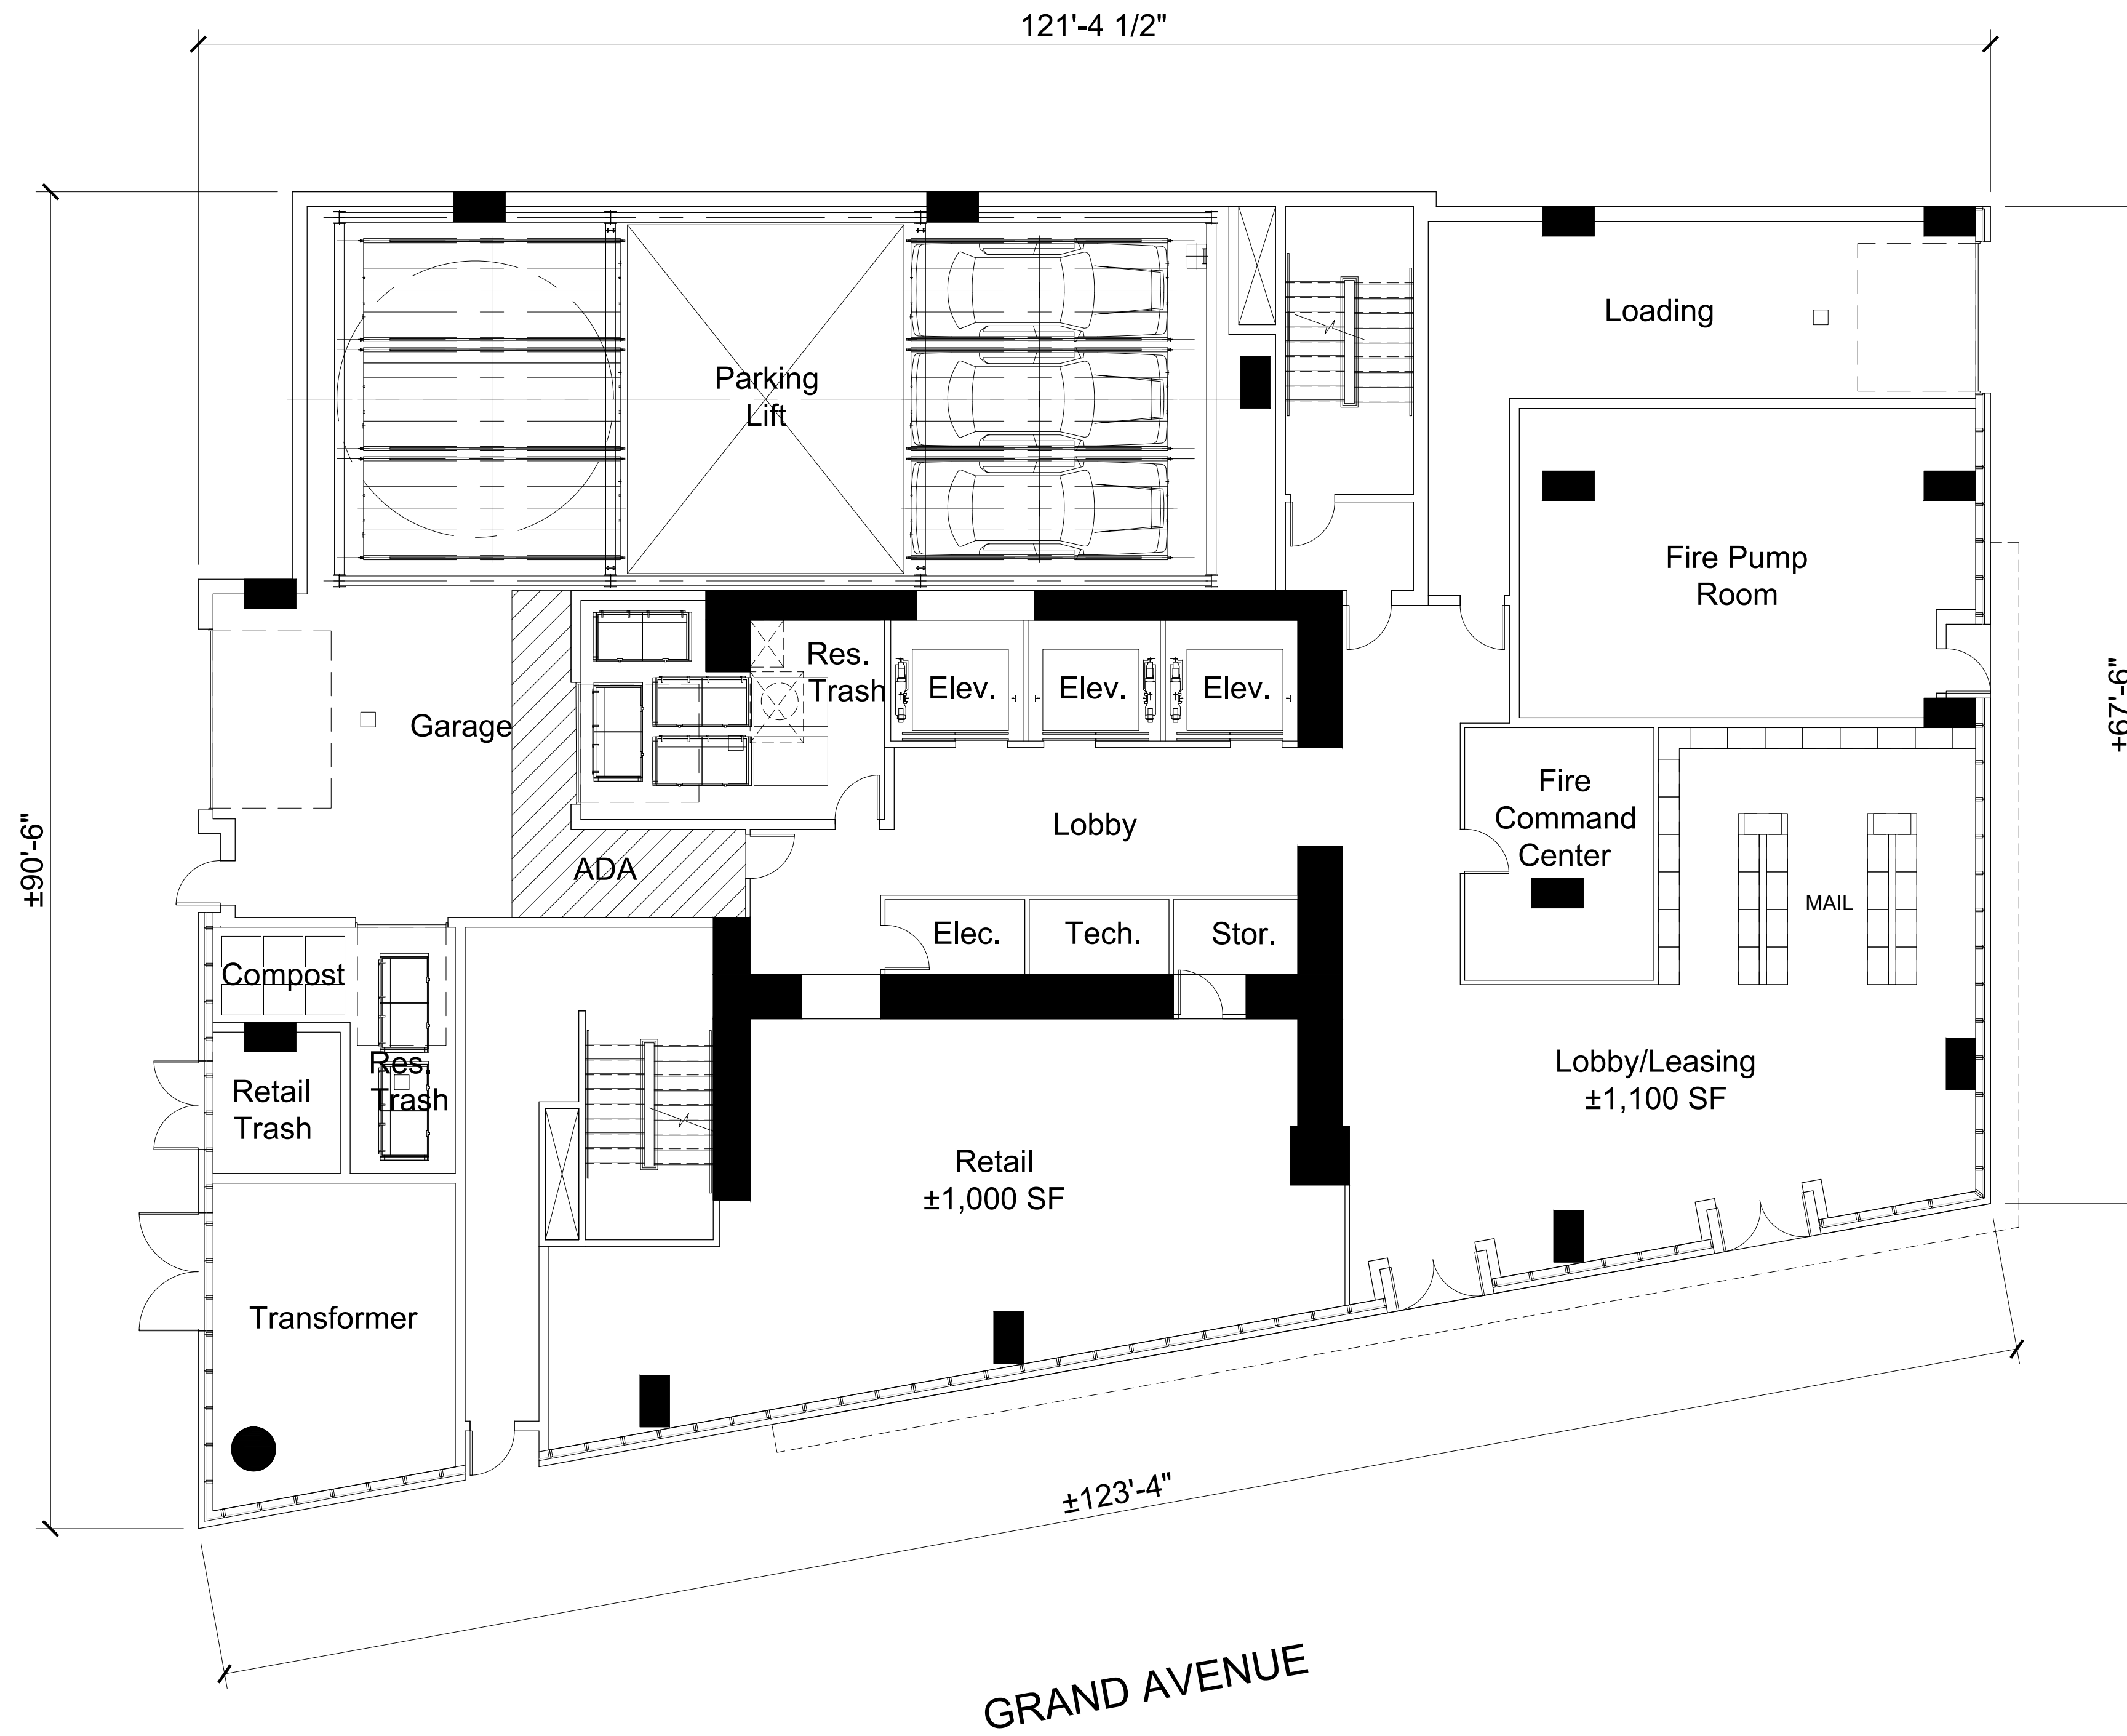 121'-4 1/2"
Loading
Parking
Lift
Fire Pump
Room
Res.
Trash
Elev.
Elev.
Elev.
±67'-6"
Garage
Fire
Command
Center
Lobby
±90'-6"
ADA
MAIL
Elec.
Tech.
Stor.
Compost
Res.
Trash
Retail
Trash
Lobby/Leasing
±1,100 SF
Retail
±1,000 SF
Transformer
±123'-4"
GRAND AVENUE